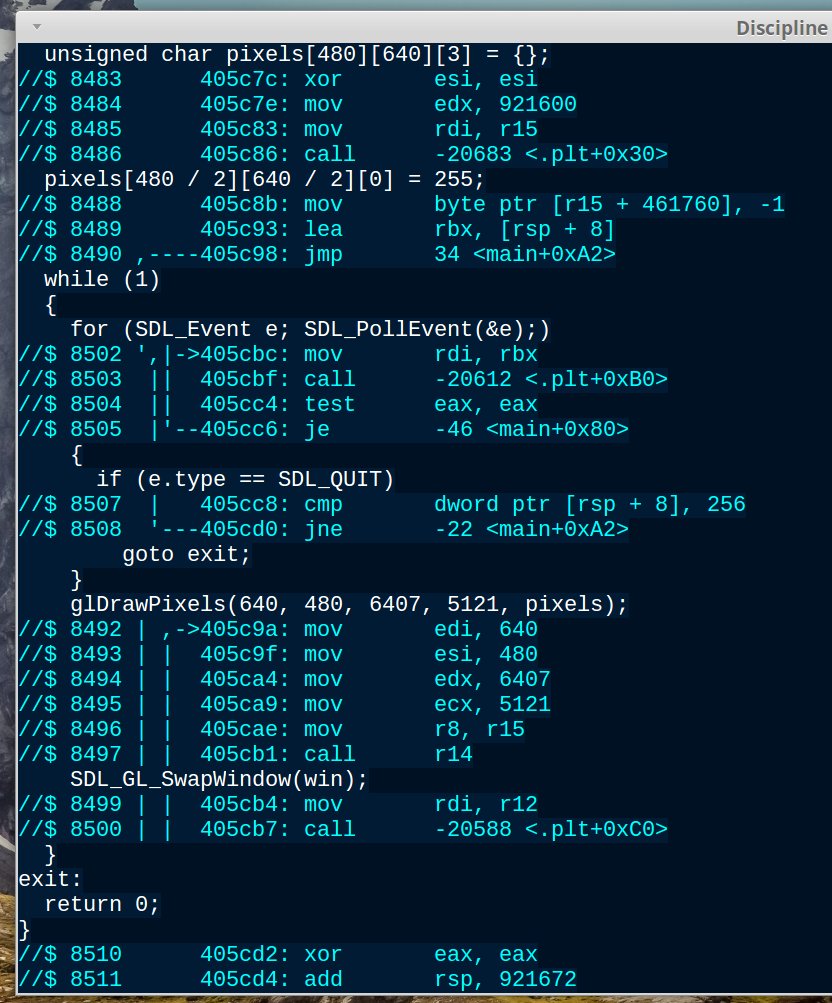 Discipline
  unsigned char pixels[480][640][3] = {};
//$ 8483      405c7c: xor       esi, esi
//$ 8484      405c7e: mov       edx, 921600
//$ 8485      405c83: mov       rdi, r15
//$ 8486      405c86: call      -20683 <.plt+0x30>
  pixels[480 / 2][640 / 2][0] = 255;
//$ 8488      405c8b: mov       byte ptr [r15 + 461760], -1
//$ 8489      405c93: lea       rbx, [rsp + 8]
//$ 8490 ,----405c98: jmp       34 <main+0xA2>
  while (1)
  {
    for (SDL_Event e; SDL_PollEvent(&e);)
//$ 8502 ',|->405cbc: mov       rdi, rbx
//$ 8503  ||  405cbf: call      -20612 <.plt+0xB0>
//$ 8504  ||  405cc4: test      eax, eax
//$ 8505  |'--405cc6: je        -46 <main+0x80>
    {
      if (e.type == SDL_QUIT)
//$ 8507  |   405cc8: cmp       dword ptr [rsp + 8], 256
//$ 8508  '---405cd0: jne       -22 <main+0xA2>
        goto exit;
    }
    glDrawPixels(640, 480, 6407, 5121, pixels);
//$ 8492 | ,->405c9a: mov       edi, 640
//$ 8493 | |  405c9f: mov       esi, 480
//$ 8494 | |  405ca4: mov       edx, 6407
//$ 8495 | |  405ca9: mov       ecx, 5121
//$ 8496 | |  405cae: mov       r8, r15
//$ 8497 | |  405cb1: call      r14
    SDL_GL_SwapWindow(win);
//$ 8499 | |  405cb4: mov       rdi, r12
//$ 8500 | |  405cb7: call      -20588 <.plt+0xC0>
  }
exit:
  return 0;
}
//$ 8510      405cd2: xor       eax, eax
//$ 8511      405cd4: add       rsp, 921672